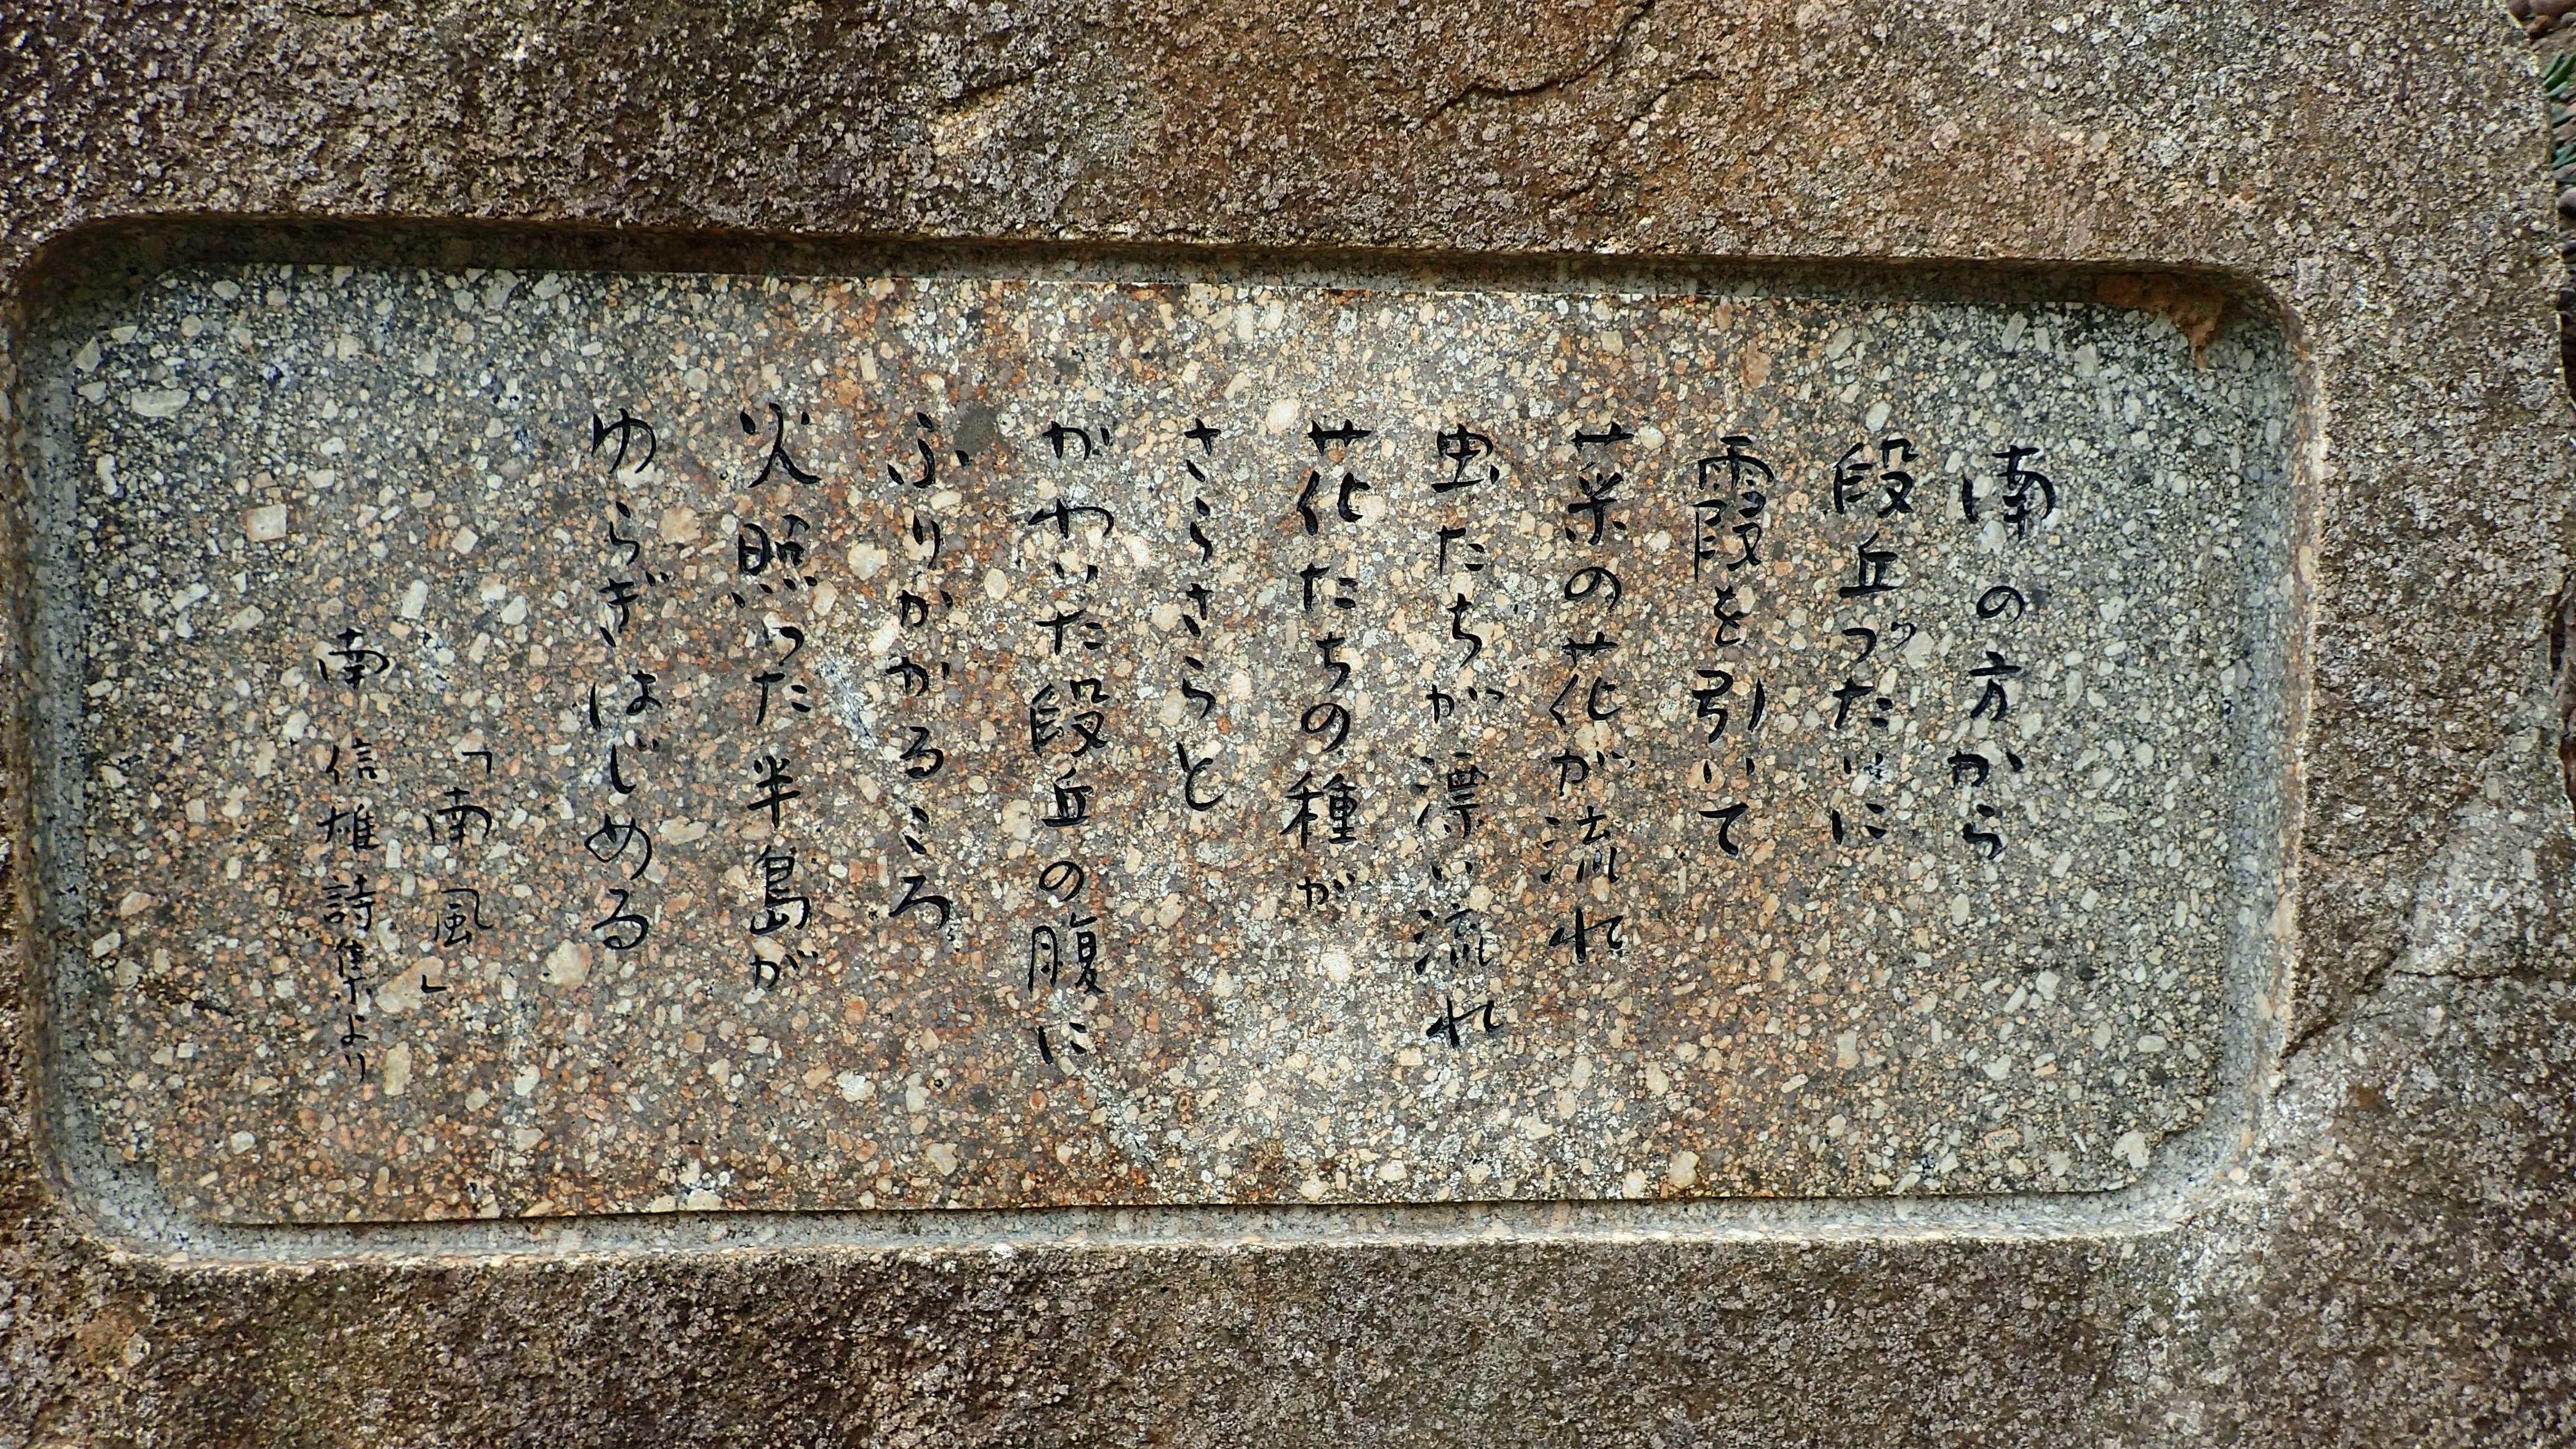 南の方から
段丘づたいに
霞を引いて
菜の花が流れ
虫たちが漂い流れ
花たちの種が
さらさらと
がわいた段丘の腹に
ふりかかるころ
火照った半島が
ゆらぎはじめる
「南風」
南信雄詩集より